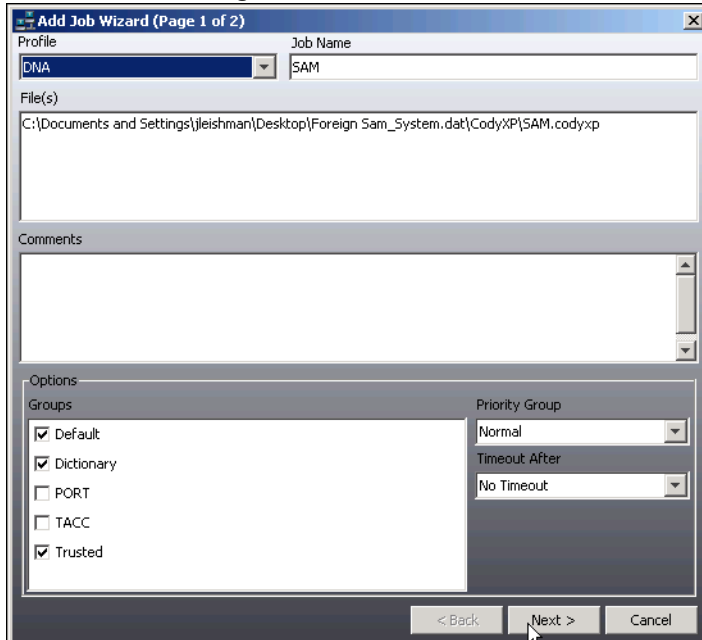 Add Job Wizard (Page 1 of 2)
Profile
Job Name
DNA
SAM
File(s)
C:\Documents and Settings\jleishman\Desktop\Foreign Sam_System.dat\CodyXP\SAM.codyxp
Comments
Options
Groups
Priority Group
Default
Normal
Dictionary
Timeout After
PORT
No Timeout
TACC
Trusted
< Back
Next >
Cancel